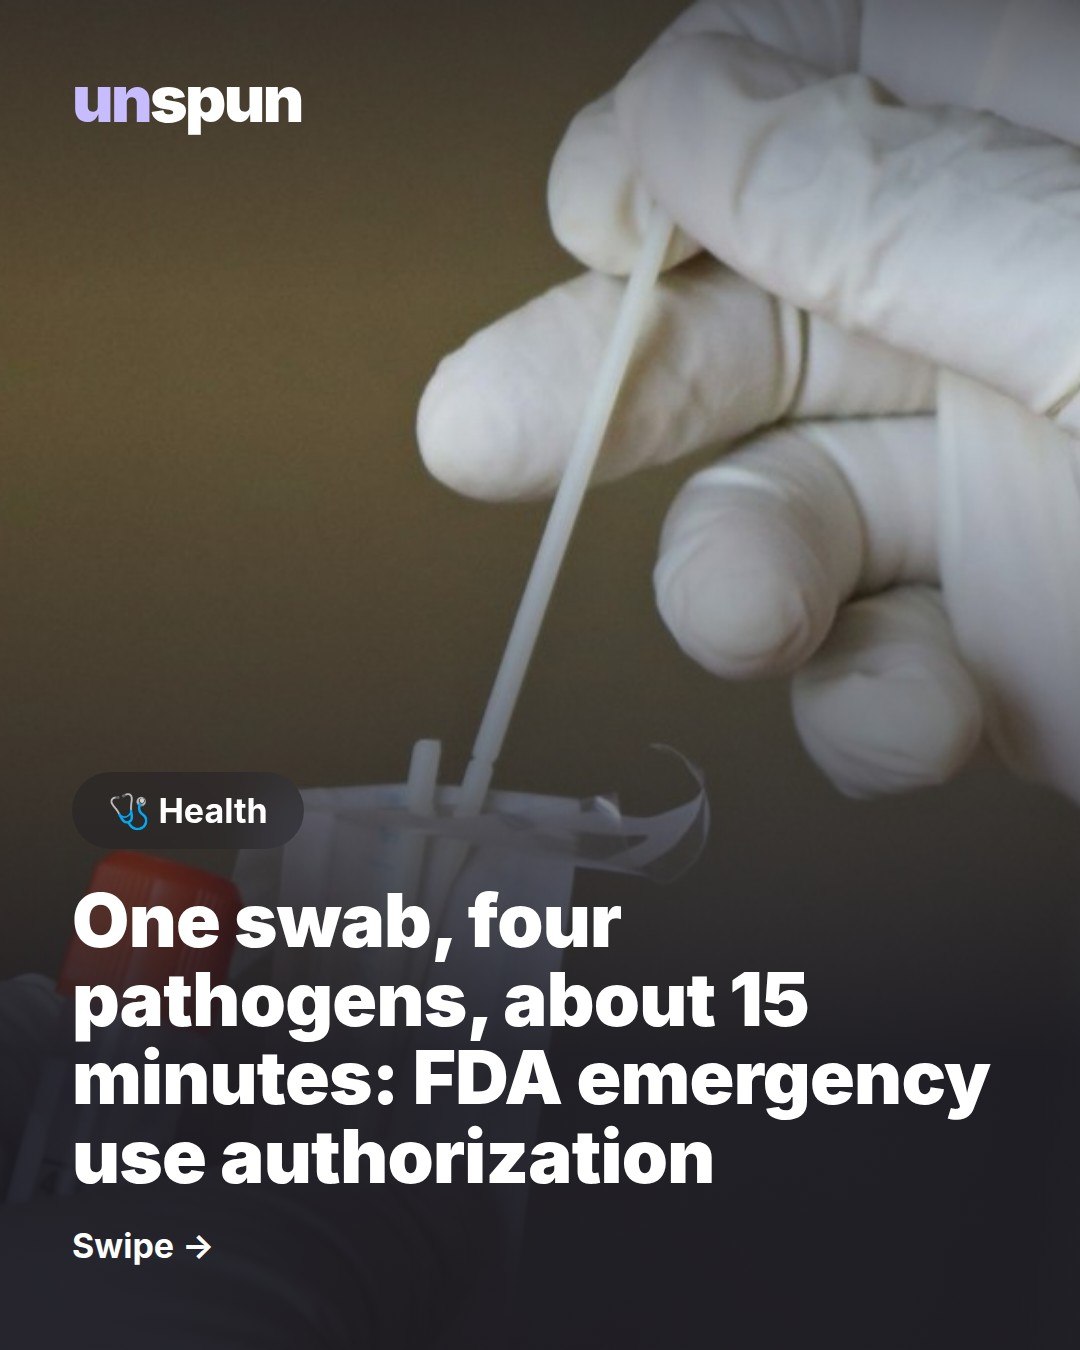 unspun
🩺 Health
One swab, four
pathogens, about 15
minutes: FDA emergency
use authorization
Swipe →